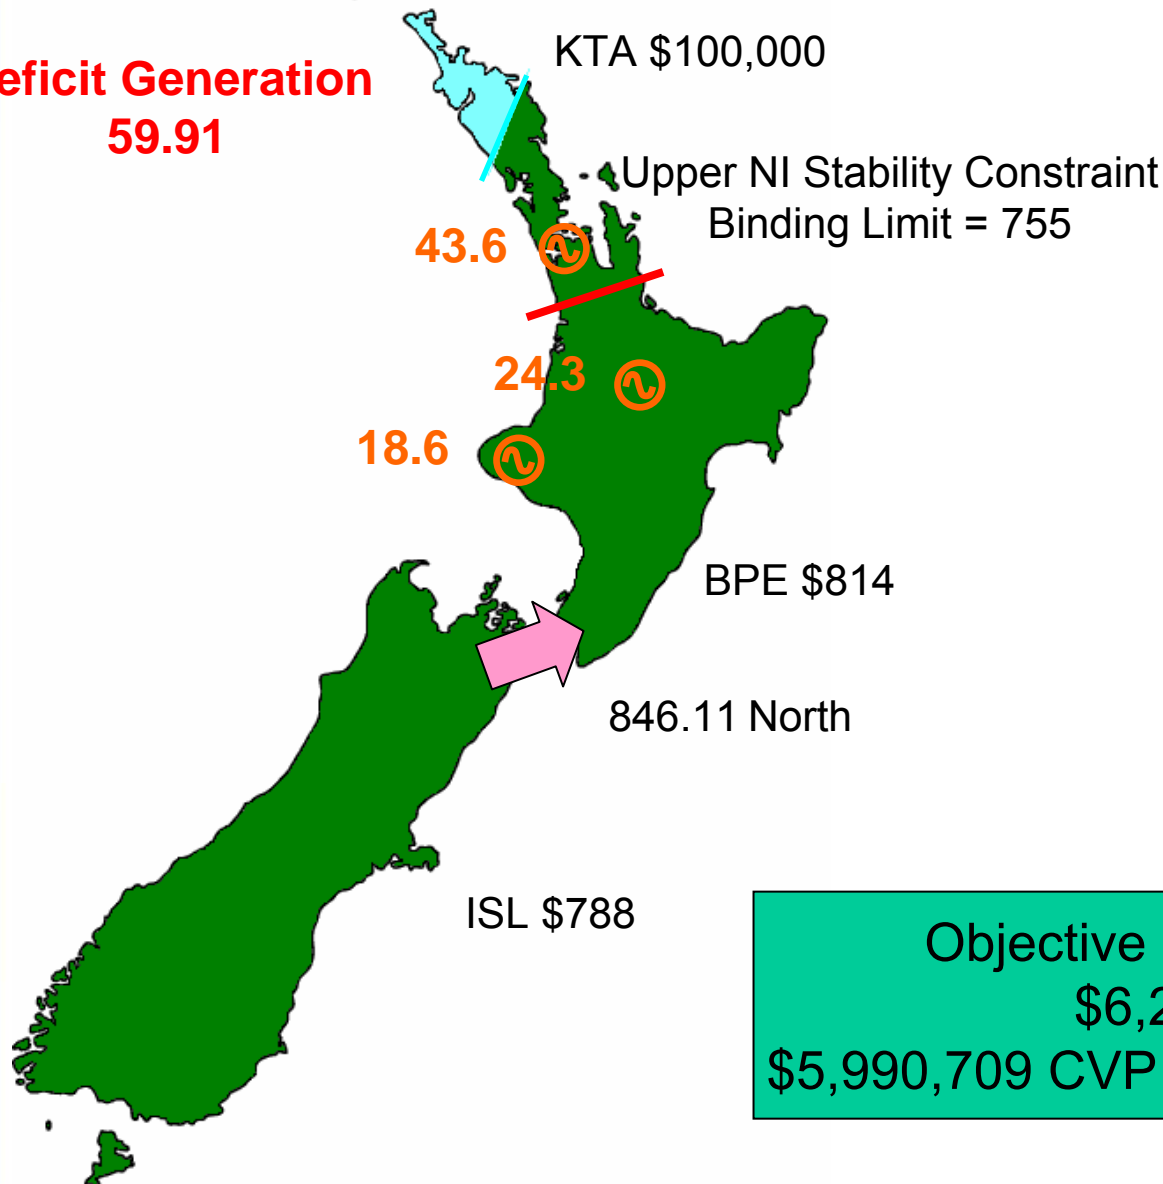 KTA $100,000
eficit Generation
59.91
Upper NI Stability Constraint
Binding Limit = 755
43.6
24.3
18.6
BPE $814
846.11 North
ISL $788
Objective
$6,2
$5,990,709 CVP